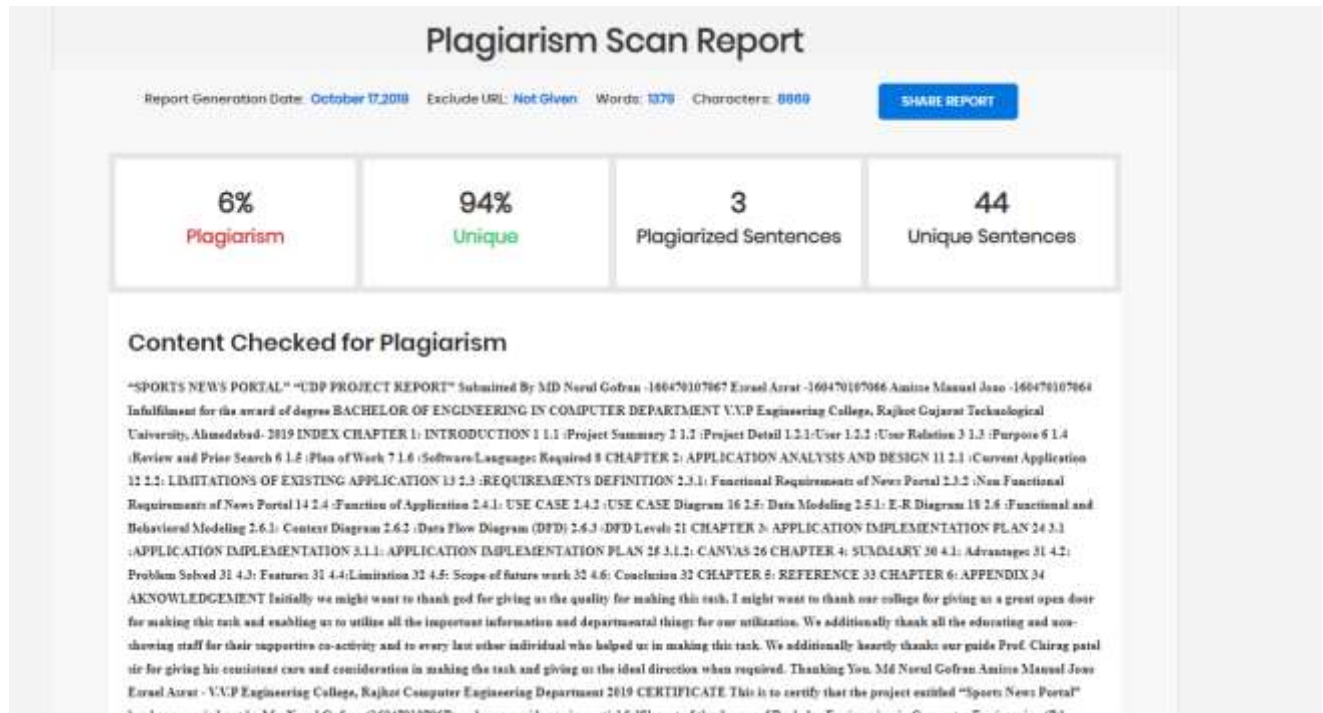 Plagiarism Scan Report
Report Generation Date: October 17,2019 Exclude URL: Not Given Words: 1379 Characters: 8869
SHARE REPORT
6%
Plagiarism
94%
Unique
3
Plagiarized Sentences
44
Unique Sentences
Content Checked for Plagiarism
“SPORTS NEWS PORTAL” “UDP PROJECT REPORT” Submitted By MD Norul Gofran -160470107067 Esrael Asrat -160470107066 Amisse Manuel Joao -160470107064
Infulfilment for the award of degree BACHELOR OF ENGINEERING IN COMPUTER DEPARTMENT V.V.P Engineering College, Rajkot Gujarat Technological
University, Ahmedabad- 2019 INDEX CHAPTER 1: INTRODUCTION 1 1.1 :Project Summary 2 1.2 :Project Detail 1.2.1:User 1.2.2 :User Relation 3 1.3 :Purpose 6 1.4
:Review and Prior Search 6 1.5 :Plan of Work 7 1.6 :Software/Languages Required 8 CHAPTER 2: APPLICATION ANALYSIS AND DESIGN 11 2.1 :Current Application
12 2.2: LIMITATIONS OF EXISTING APPLICATION 13 2.3 :REQUIREMENTS DEFINITION 2.3.1: Functional Requirements of News Portal 2.3.2 :Non Functional
Requirements of News Portal 14 2.4 :Function of Application 2.4.1: USE CASE 2.4.2 :USE CASE Diagram 16 2.5: Data Modeling 2.5.1: E-R Diagram 18 2.6 :Functional and
Behavioral Modeling 2.6.1: Context Diagram 2.6.2 :Data Flow Diagram (DFD) 2.6.3 :DFD Levels 21 CHAPTER 3: APPLICATION IMPLEMENTATION PLAN 24 3.1
:APPLICATION IMPLEMENTATION 3.1.1: APPLICATION IMPLEMENTATION PLAN 25 3.1.2: CANVAS 26 CHAPTER 4: SUMMARY 30 4.1: Advantages 31 4.2:
Problem Solved 31 4.3: Features 31 4.4:Limitation 32 4.5: Scope of future work 32 4.6: Conclusion 32 CHAPTER 5: REFERENCE 33 CHAPTER 6: APPENDIX 34
AKNOWLEDGEMENT Initially we might want to thank god for giving us the quality for making this task. I might want to thank our college for giving us a great open door
for making this task and enabling us to utilize all the important information and departmental things for our utilization. We additionally thank all the educating and non-
showing staff for their supportive co-activity and to every last other individual who helped us in making this task. We additionally heartly thanks our guide Prof. Chirag patel
sir for giving his consistent care and consideration in making the task and giving us the ideal direction when required. Thanking You. Md Norul Gofran Amisse Manuel Joao
Esrael Asrat - V.V.P Engineering College, Rajkot Computer Engineering Department 2019 CERTIFICATE This is to certify that the project entitled “Sports News Portal”